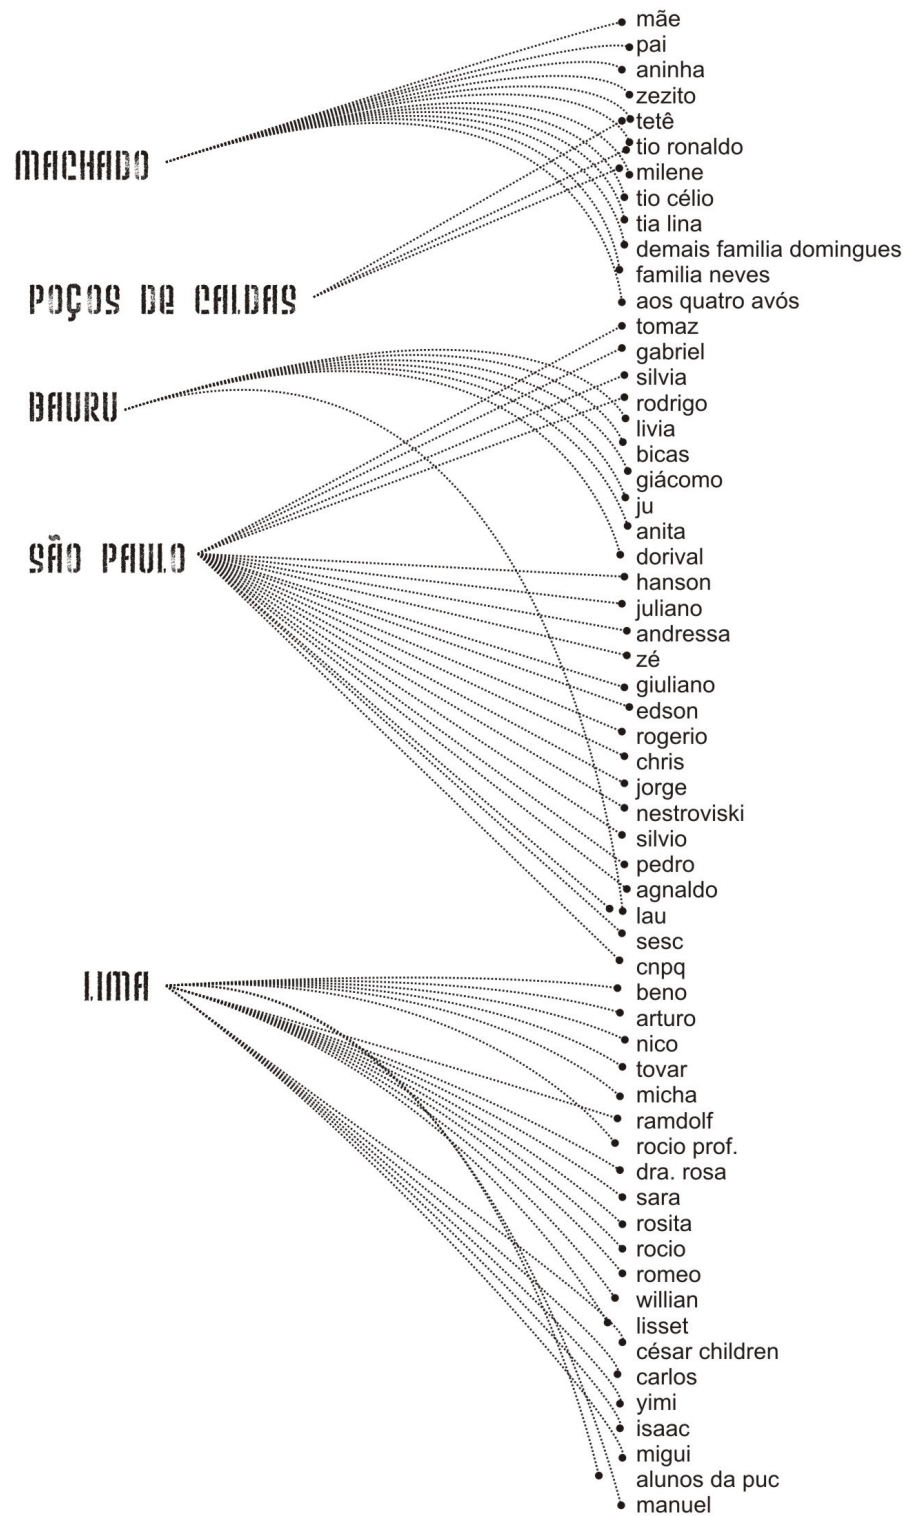 MACHADO
POÇOS DE CALDAS
BAURU
SÃO PAULO
LIMA
mãe
pai
aninha
zezito
tetê
tio ronaldo
milene
tio célio
tia lina
demais familia domingues
familia neves
aos quatro avós
tomaz
gabriel
silvia
rodrigo
livia
bicas
giácomo
ju
anita
dorival
hanson
juliano
andressa
zé
giuliano
edson
rogerio
chris
jorge
nestroviski
silvio
pedro
agnaldo
lau
sesc
cnpq
beno
arturo
nico
tovar
micha
ramdolf
rocio prof.
dra. rosa
sara
rosita
rocio
romeo
willian
lisset
césar children
carlos
yimi
isaac
migui
alunos da puc
manuel